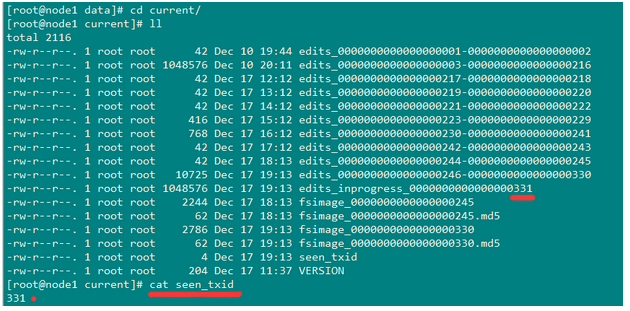 [root@node1 data]# cd current/
[root@node1 current]# ll
total 2116
-rw-r--r--. 1 root root      42 Dec 10 19:44 edits_0000000000000000001-0000000000000000002
-rw-r--r--. 1 root root 1048576 Dec 10 20:11 edits_0000000000000000003-0000000000000000216
-rw-r--r--. 1 root root      42 Dec 17 12:12 edits_0000000000000000217-0000000000000000218
-rw-r--r--. 1 root root      42 Dec 17 13:12 edits_0000000000000000219-0000000000000000220
-rw-r--r--. 1 root root      42 Dec 17 14:12 edits_0000000000000000221-0000000000000000222
-rw-r--r--. 1 root root     416 Dec 17 15:12 edits_0000000000000000223-0000000000000000229
-rw-r--r--. 1 root root     768 Dec 17 16:12 edits_0000000000000000230-0000000000000000241
-rw-r--r--. 1 root root      42 Dec 17 17:12 edits_0000000000000000242-0000000000000000243
-rw-r--r--. 1 root root      42 Dec 17 18:13 edits_0000000000000000244-0000000000000000245
-rw-r--r--. 1 root root   10725 Dec 17 19:13 edits_0000000000000000246-0000000000000000330
-rw-r--r--. 1 root root 1048576 Dec 17 19:13 edits_inprogress_0000000000000000331
-rw-r--r--. 1 root root    2244 Dec 17 18:13 fsimage_0000000000000000245
-rw-r--r--. 1 root root      62 Dec 17 18:13 fsimage_0000000000000000245.md5
-rw-r--r--. 1 root root    2786 Dec 17 19:13 fsimage_0000000000000000330
-rw-r--r--. 1 root root      62 Dec 17 19:13 fsimage_0000000000000000330.md5
-rw-r--r--. 1 root root       4 Dec 17 19:13 seen_txid
-rw-r--r--. 1 root root     204 Dec 17 11:37 VERSION
[root@node1 current]# cat seen_txid
331